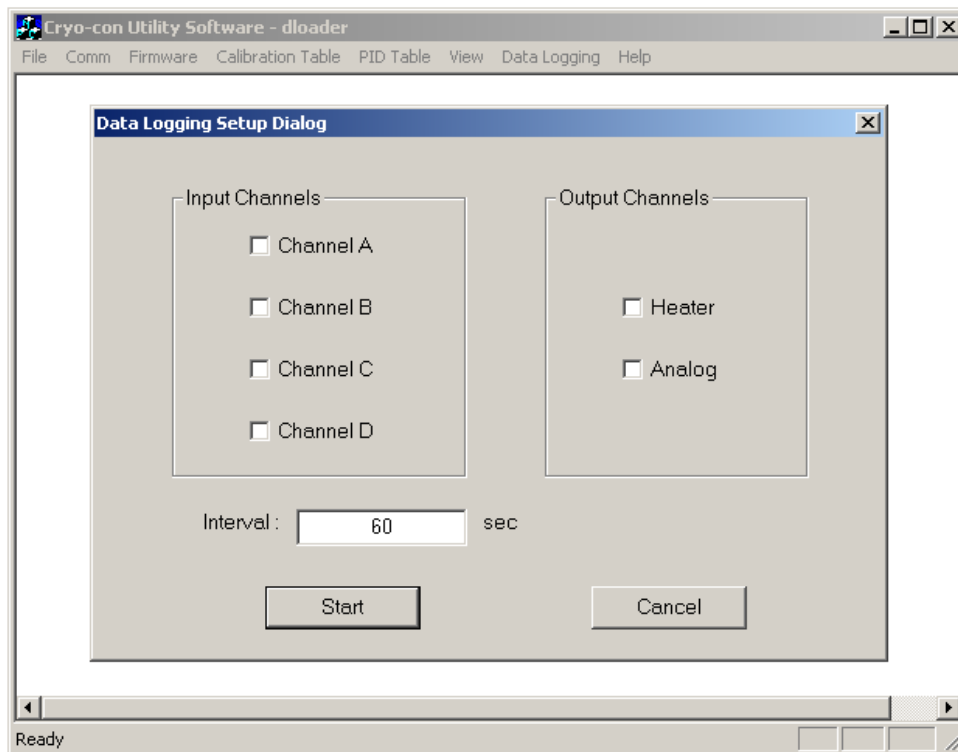 Cryo-con Utility Software - dloader
File Comm Firmware Calibration Table PID Table View Data Logging Help
Data Logging Setup Dialog
Input Channels
Channel A
Channel B
Channel C
Channel D
Output Channels
Heater
Analog
Interval : 60 sec
Start Cancel
Ready